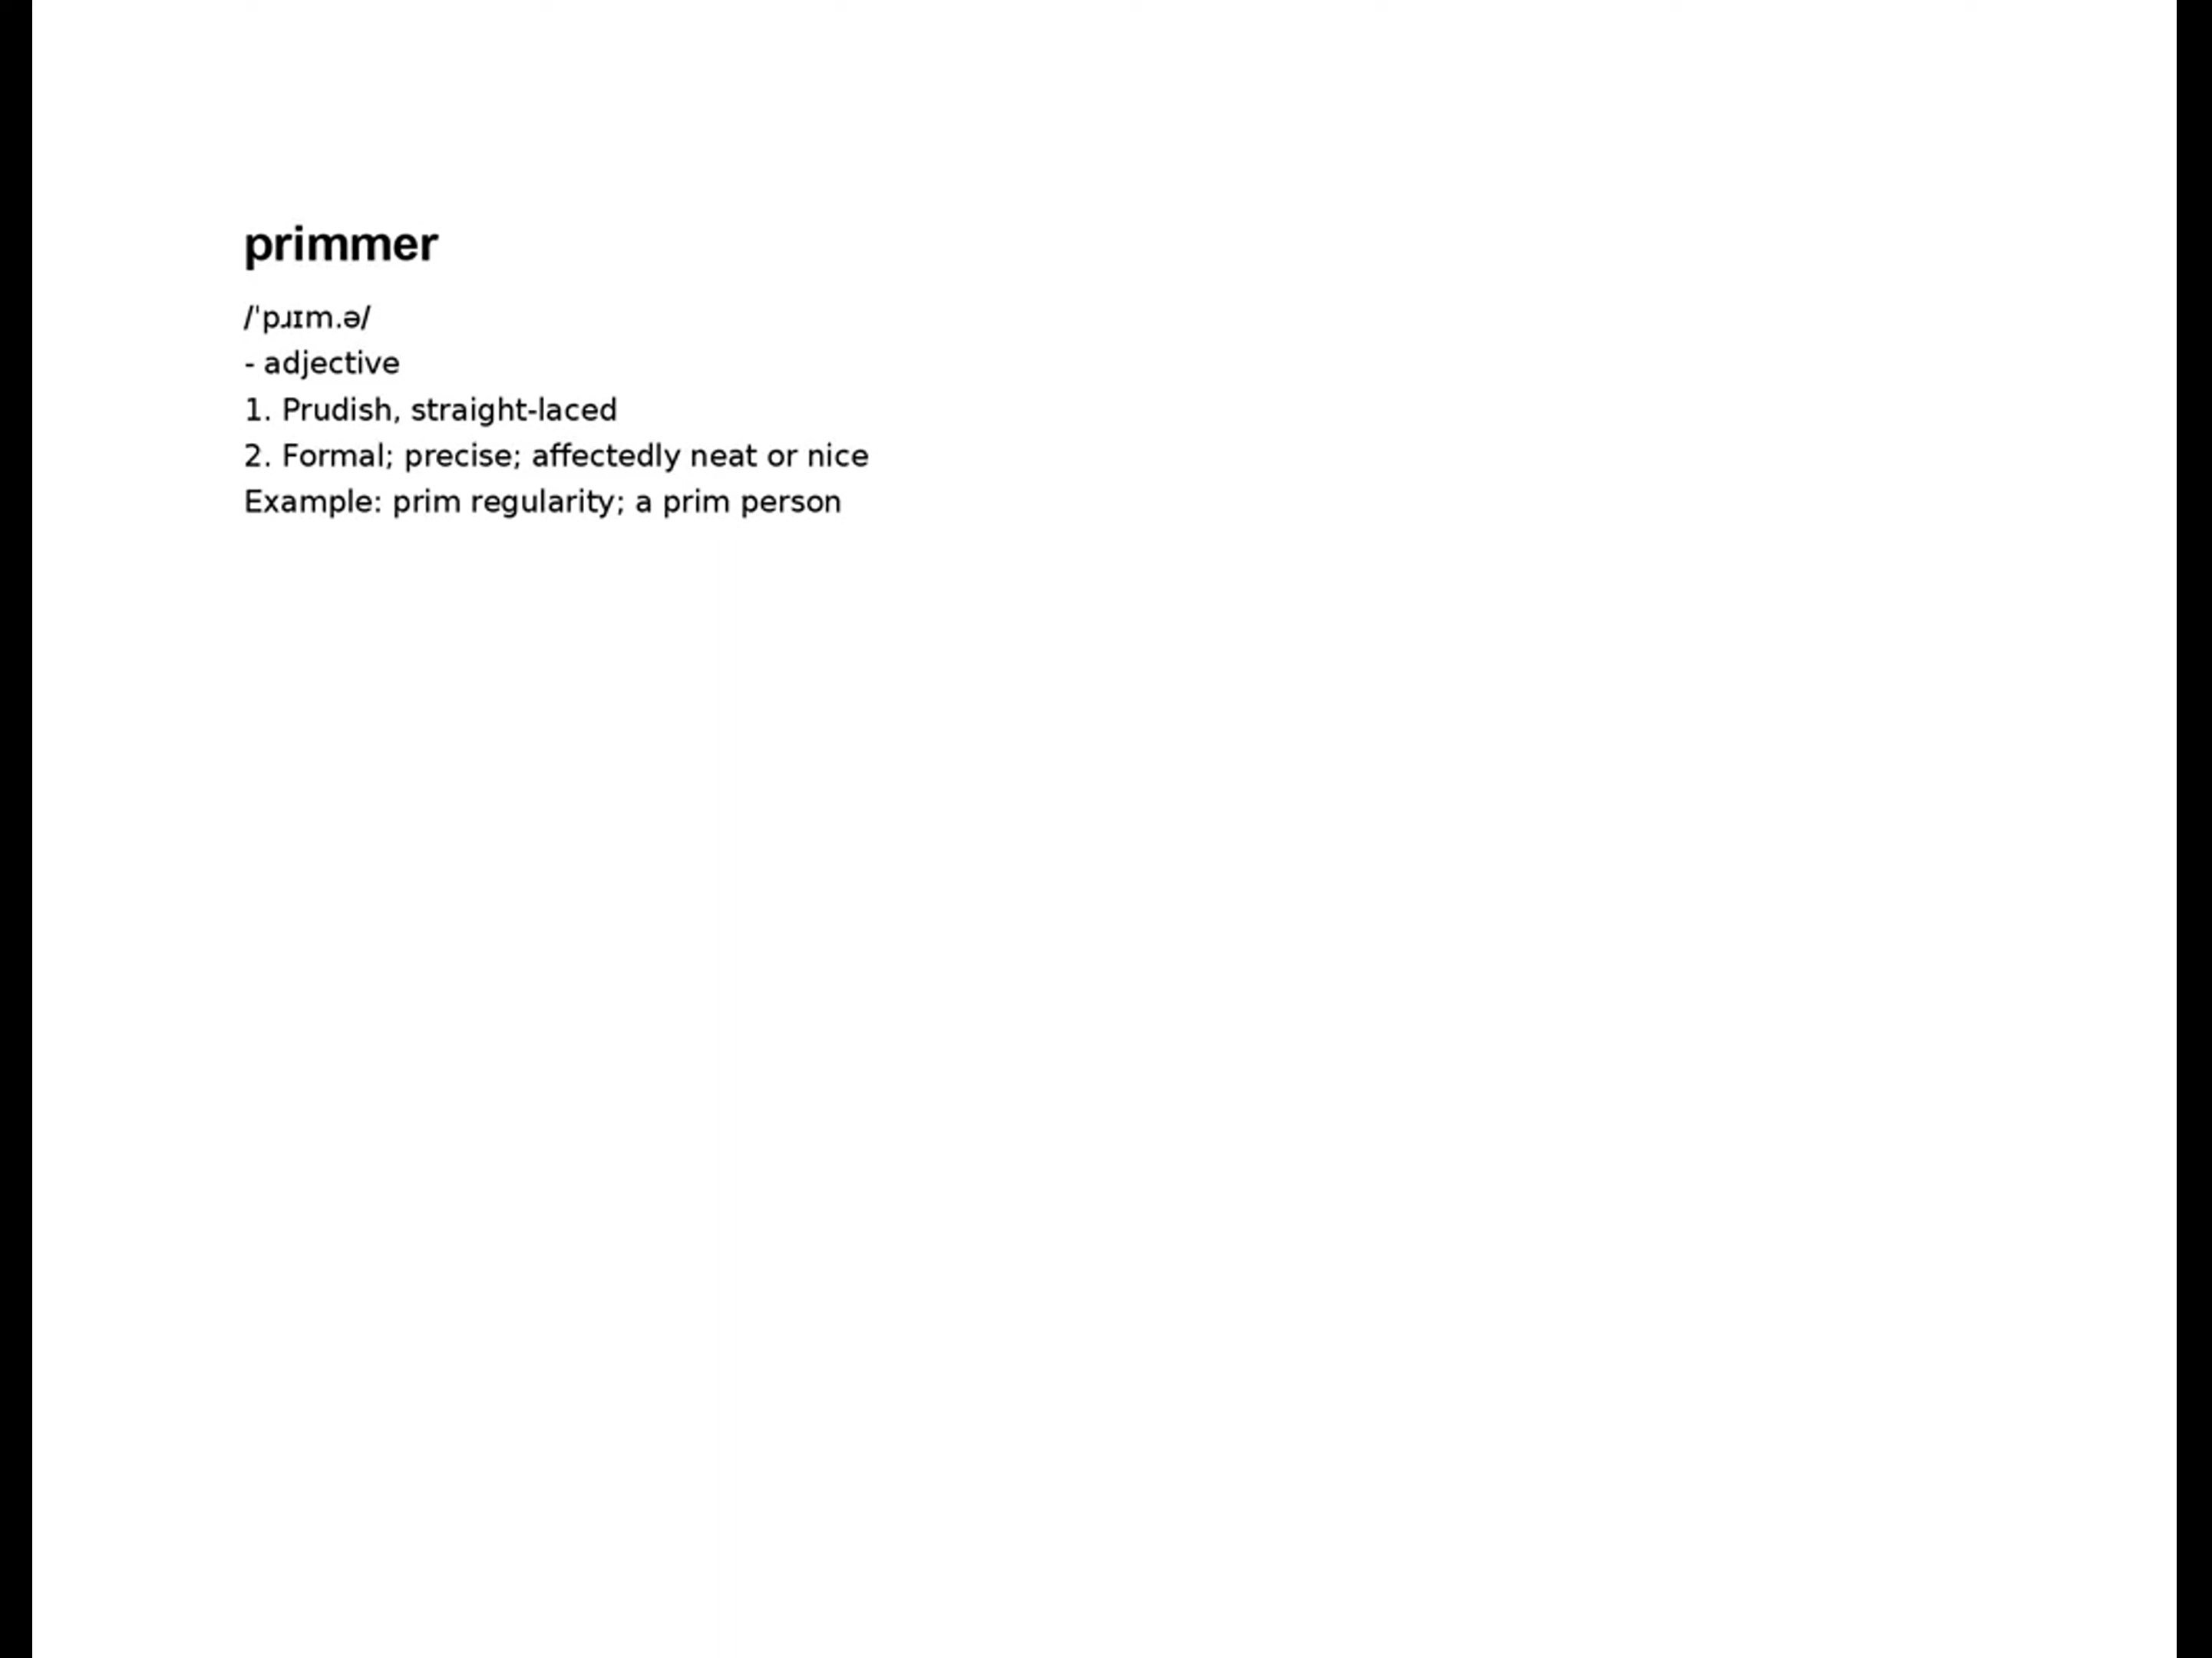 primmer
/ˈpɹɪm.ə/
- adjective
1. Prudish, straight-laced
2. Formal; precise; affectedly neat or nice
Example: prim regularity; a prim person